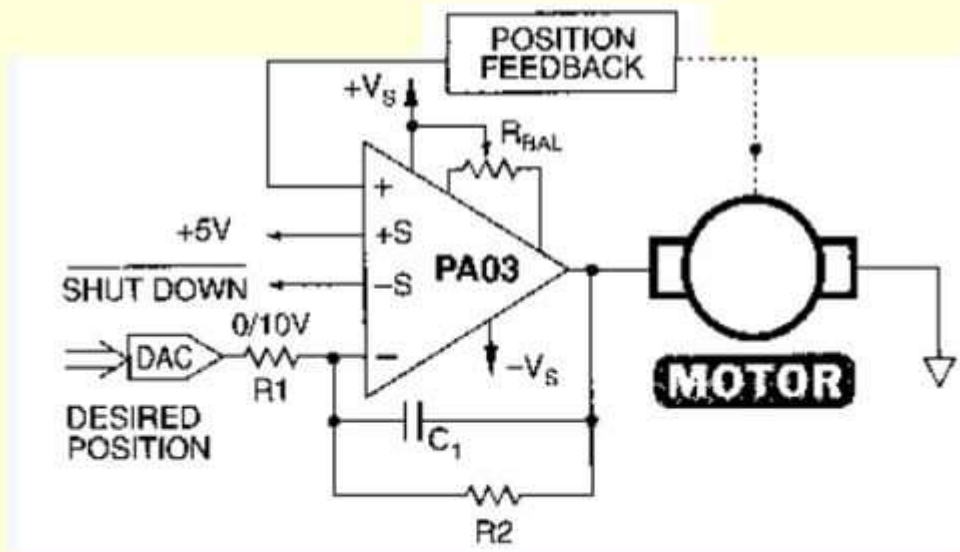 POSITION
FEEDBACK
+VS
RBAL
+
+5V
+S
PA03
SHUT DOWN
-S
0/10V
DAC
R1
-
-VS
MOTOR
DESIRED
POSITION
C1
R2